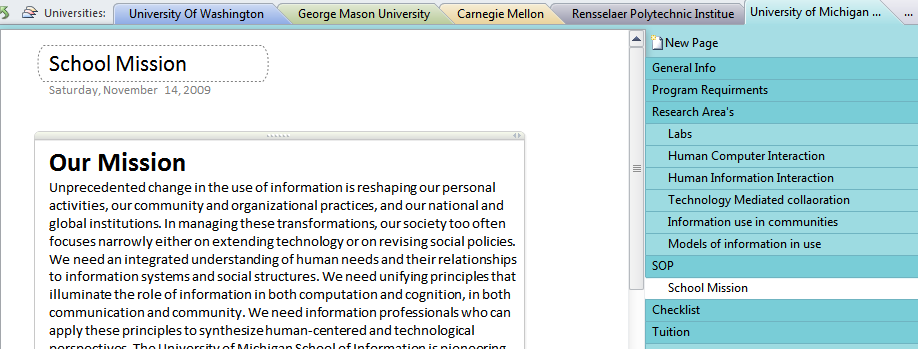 Universities: University Of Washington George Mason University Carnegie Mellon Rensselaer Polytechnic Institue University of Michigan ... ...
School Mission
Saturday, November 14, 2009
Our Mission
Unprecedented change in the use of information is reshaping our personal
activities, our community and organizational practices, and our national and
global institutions. In managing these transformations, our society too often
focuses narrowly either on extending technology or on revising social policies.
We need an integrated understanding of human needs and their relationships
to information systems and social structures. We need unifying principles that
illuminate the role of information in both computation and cognition, in both
communication and community. We need information professionals who can
apply these principles to synthesize human-centered and technological
perspectives. The University of Michigan School of Information is pioneering
New Page
General Info
Program Requirments
Research Area's
Labs
Human Computer Interaction
Human Information Interaction
Technology Mediated collaoration
Information use in communities
Models of information in use
SOP
School Mission
Checklist
Tuition